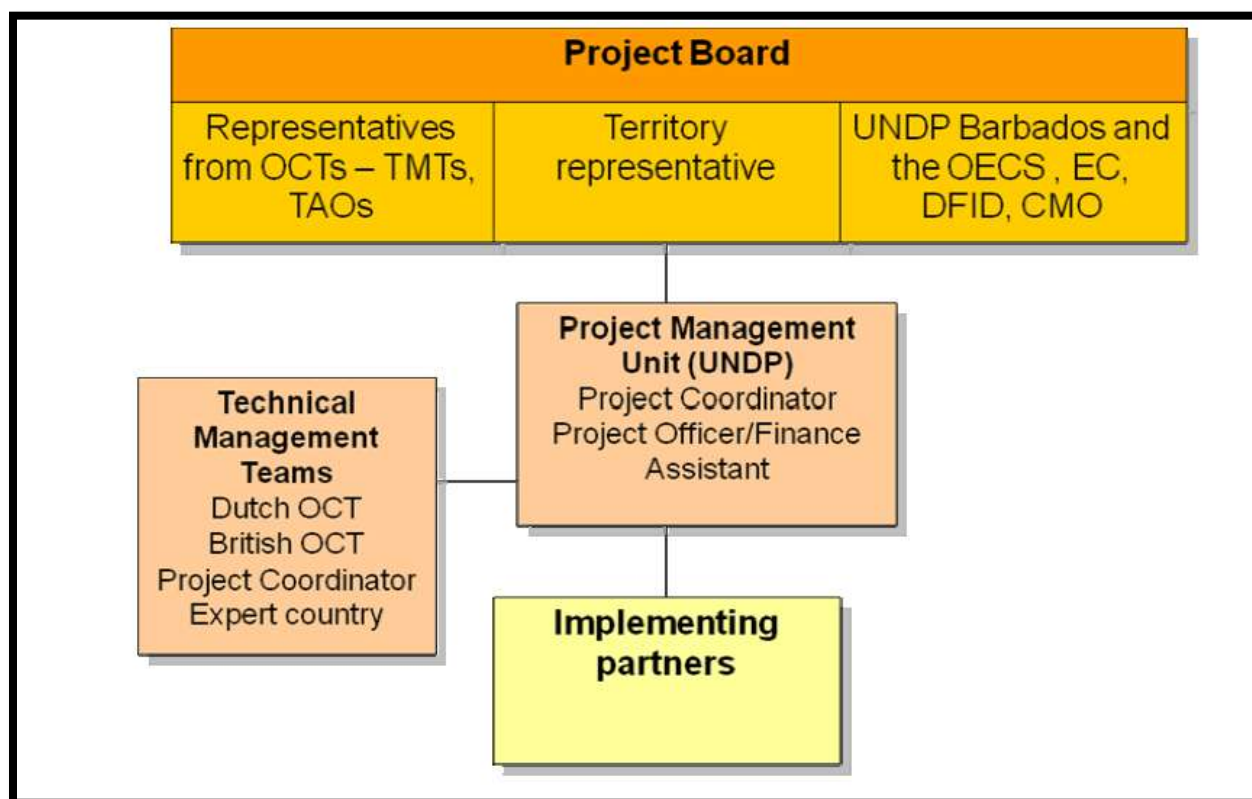 Project Board
Representatives
from OCTs – TMTs,
TAOs
Territory
representative
UNDP Barbados and
the OECS , EC,
DFID, CMO
Project Management
Unit (UNDP)
Project Coordinator
Project Officer/Finance
Assistant
Technical
Management
Teams
Dutch OCT
British OCT
Project Coordinator
Expert country
Implementing
partners